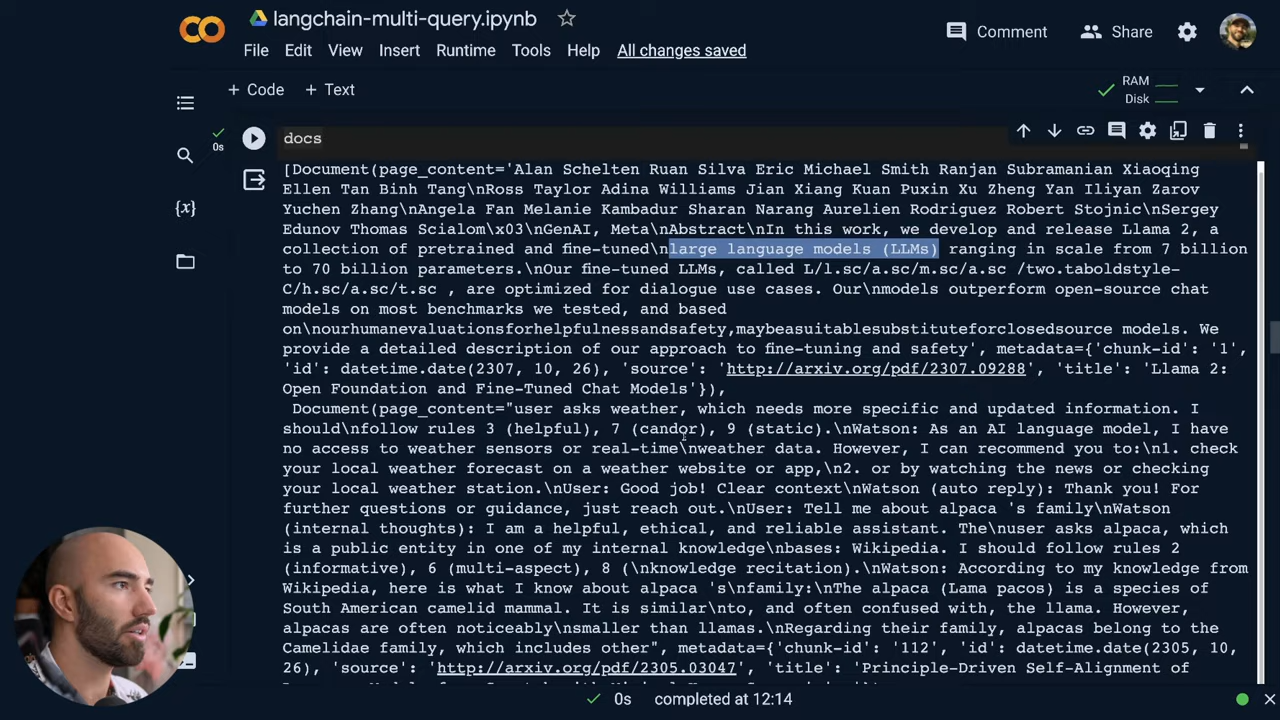 langchain-multi-query.ipynb
Comment
Share
File Edit View Insert Runtime Tools Help All changes saved
+ Code + Text
RAM
Disk
0s
docs
{x}
[Document(page_content='Alan Schelten Ruan Silva Eric Michael Smith Ranjan Subramanian Xiaoqing
Ellen Tan Binh Tang\nRoss Taylor Adina Williams Jian Xiang Kuan Puxin Xu Zheng Yan Iliyan Zarov
Yuchen Zhang\nAngela Fan Melanie Kambadur Sharan Narang Aurelien Rodriguez Robert Stojnic\nSergey
Edunov Thomas Scialom\x03\nGenAI, Meta\nAbstract\nIn this work, we develop and release Llama 2, a
collection of pretrained and fine-tuned\nlarge language models (LLMs) ranging in scale from 7 billion
to 70 billion parameters.\nOur fine-tuned LLMs, called L/l.sc/a.sc/m.sc/a.sc /two.taboldstyle-
C/h.sc/a.sc/t.sc , are optimized for dialogue use cases. Our\nmodels outperform open-source chat
models on most benchmarks we tested, and based
on\nourhumanevaluationsforhelpfulnessandsafety,maybeasuitablesubstituteforclosedsource models. We
provide a detailed description of our approach to fine-tuning and safety', metadata={'chunk-id': '1',
'id': datetime.date(2307, 10, 26), 'source': 'http://arxiv.org/pdf/2307.09288', 'title': 'Llama 2:
Open Foundation and Fine-Tuned Chat Models'}),
Document(page_content="user asks weather, which needs more specific and updated information. I
should\nfollow rules 3 (helpful), 7 (candor), 9 (static).\nWatson: As an AI language model, I have
no access to weather sensors or real-time\nweather data. However, I can recommend you to:\n1. check
your local weather forecast on a weather website or app,\n2. or by watching the news or checking
your local weather station.\nUser: Good job! Clear context\nWatson (auto reply): Thank you! For
further questions or guidance, just reach out.\nUser: Tell me about alpaca 's family\nWatson
(internal thoughts): I am a helpful, ethical, and reliable assistant. The\nuser asks alpaca, which
is a public entity in one of my internal knowledge\nbases: Wikipedia. I should follow rules 2
(informative), 6 (multi-aspect), 8 (\nknowledge recitation).\nWatson: According to my knowledge from
Wikipedia, here is what I know about alpaca 's\nfamily:\nThe alpaca (Lama pacos) is a species of
South American camelid mammal. It is similar\nto, and often confused with, the llama. However,
alpacas are often noticeably\nsmaller than llamas.\nRegarding their family, alpacas belong to the
Camelidae family, which includes other", metadata={'chunk-id': '112', 'id': datetime.date(2305, 10,
26), 'source': 'http://arxiv.org/pdf/2305.03047', 'title': 'Principle-Driven Self-Alignment of
0s completed at 12:14